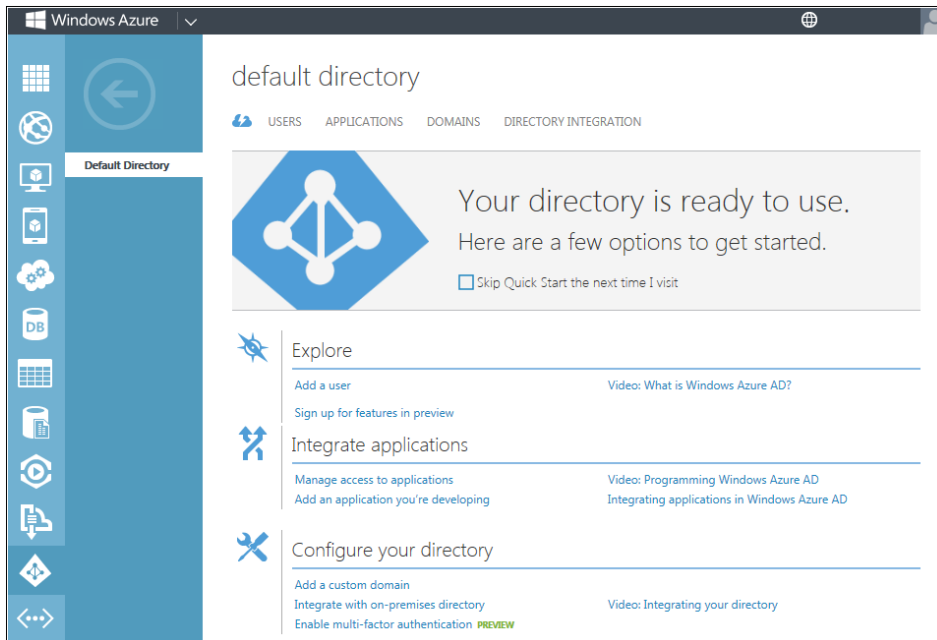 Windows Azure
default directory
USERS APPLICATIONS DOMAINS DIRECTORY INTEGRATION
Default Directory
Your directory is ready to use.
Here are a few options to get started.
Skip Quick Start the next time I visit
DB
Explore
Add a user Video: What is Windows Azure AD?
Sign up for features in preview
Integrate applications
Manage access to applications Video: Programming Windows Azure AD
Add an application you're developing Integrating applications in Windows Azure AD
Configure your directory
Add a custom domain
Integrate with on-premises directory Video: Integrating your directory
Enable multi-factor authentication PREVIEW